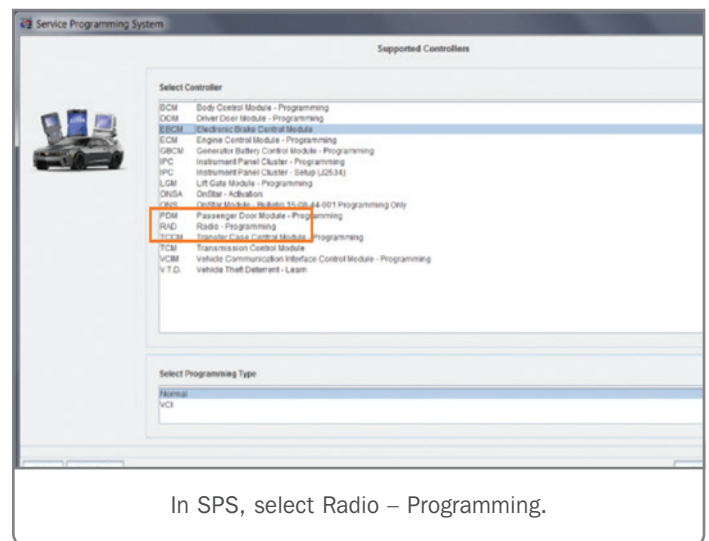 Service Programming System
Supported Controllers
Select Controller
BCM Body Control Module - Programming
DDM Driver Door Module - Programming
EBCM Electronic Brake Control Module
ECM Engine Control Module - Programming
GBCM Generator Battery Control Module - Programming
IPC Instrument Panel Cluster - Programming
IPC Instrument Panel Cluster - Setup (J2534)
LGM Lift Gate Module - Programming
ONSA OnStar - Activation
ONS OnStar Module - Bulletin 15-08-44-001 Programming Only
PDM Passenger Door Module - Programming
RAD Radio - Programming
TCCM Transfer Case Control Module - Programming
TCM Transmission Control Module
VCIM Vehicle Communication Interface Control Module - Programming
V.T.D. Vehicle Theft Deterrent - Learn
Select Programming Type
Normal
VCI
In SPS, select Radio – Programming.